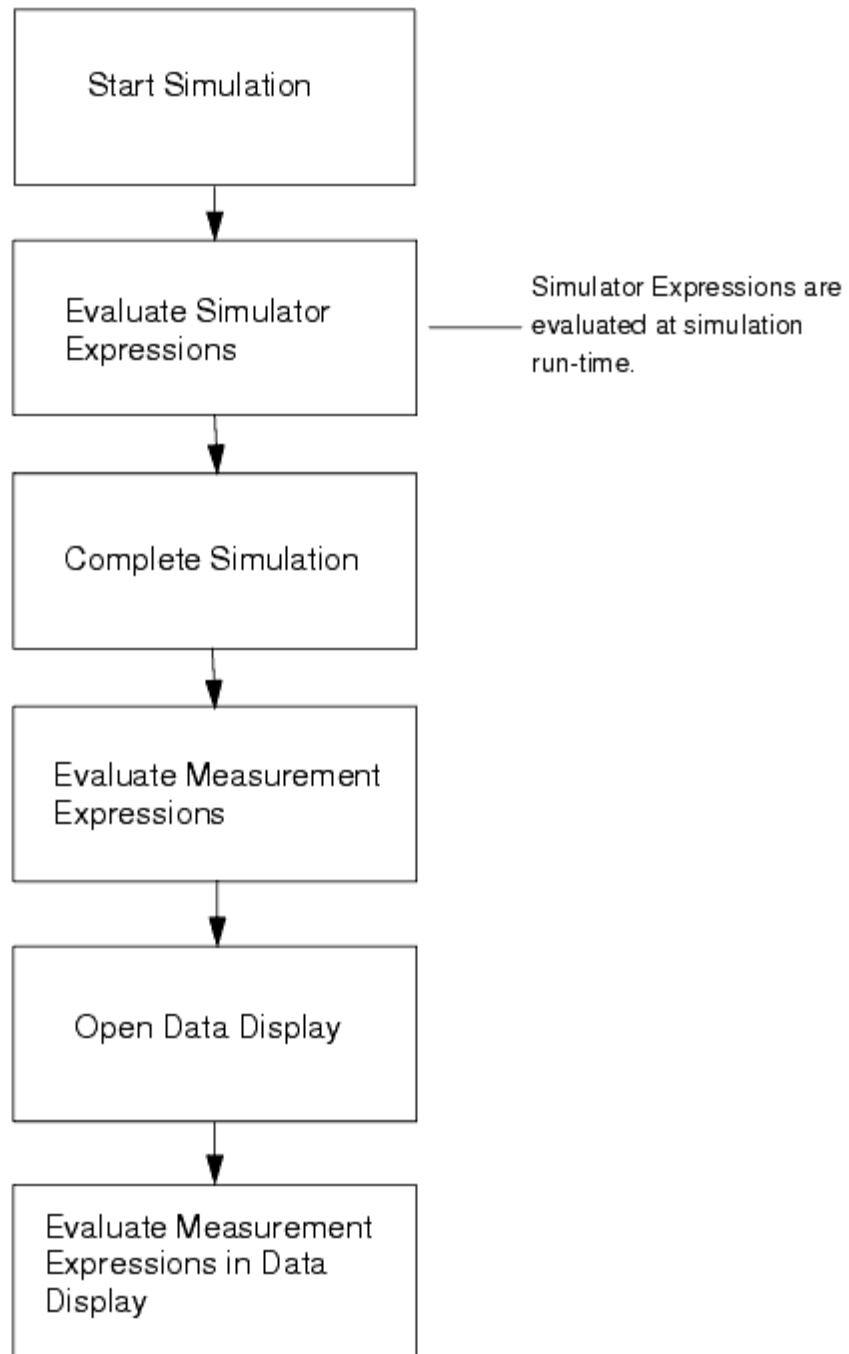 Start Simulation
Evaluate Simulator
Expressions
Simulator Expressions are
evaluated at simulation
run-time.
Complete Simulation
Evaluate Measurement
Expressions
Open Data Display
Evaluate Measurement
Expressions in Data
Display